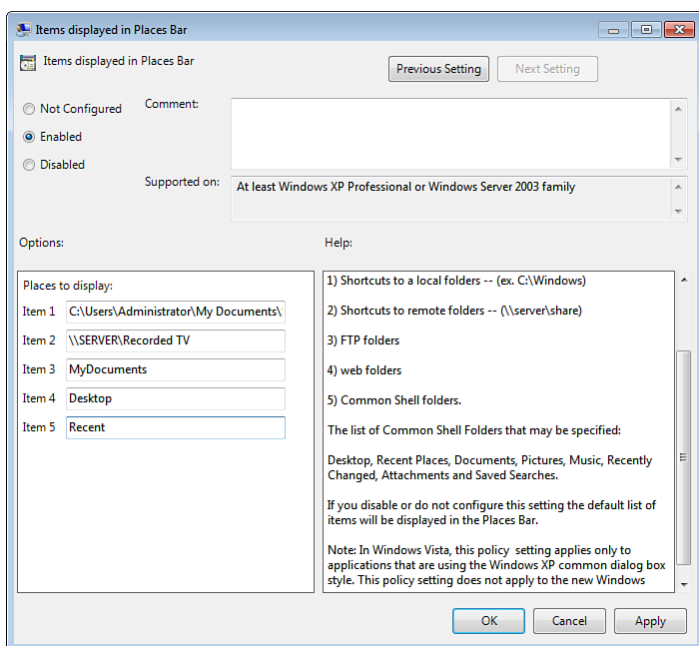 Items displayed in Places Bar
Items displayed in Places Bar
Previous Setting
Next Setting
Not Configured
Comment:
Enabled
Disabled
Supported on:
At least Windows XP Professional or Windows Server 2003 family
Options:
Help:
Places to display:
Item 1 C:\Users\Administrator\My Documents\
Item 2 \\SERVER\Recorded TV
Item 3 MyDocuments
Item 4 Desktop
Item 5 Recent
1) Shortcuts to a local folders -- (ex. C:\Windows)
2) Shortcuts to remote folders -- (\\server\share)
3) FTP folders
4) web folders
5) Common Shell folders.
The list of Common Shell Folders that may be specified:
Desktop, Recent Places, Documents, Pictures, Music, Recently
Changed, Attachments and Saved Searches.
If you disable or do not configure this setting the default list of
items will be displayed in the Places Bar.
Note: In Windows Vista, this policy setting applies only to
applications that are using the Windows XP common dialog box
style. This policy setting does not apply to the new Windows
OK
Cancel
Apply